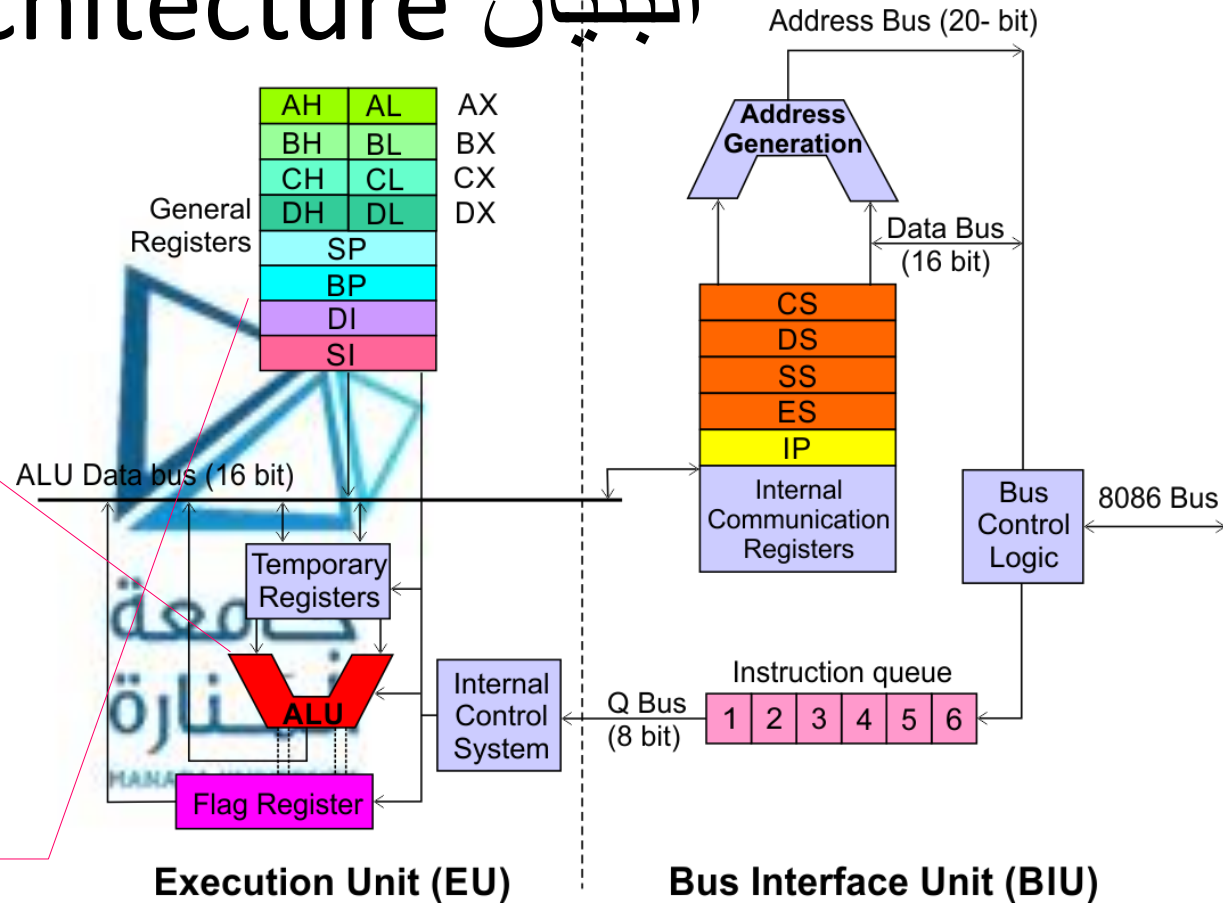 chitecture البنيان
Address Bus (20- bit)
AH AL AX
BH BL BX
CH CL CX
DH DL DX
General
Registers
SP
BP
DI
SI
ALU Data bus (16 bit)
Temporary
Registers
ALU
Internal
Control
System
Flag Register
Execution Unit (EU)
Address
Generation
Data Bus
(16 bit)
CS
DS
SS
ES
IP
Internal
Communication
Registers
Bus
Control
Logic
8086 Bus
Instruction queue
1 2 3 4 5 6
Q Bus
(8 bit)
Bus Interface Unit (BIU)
جامعة